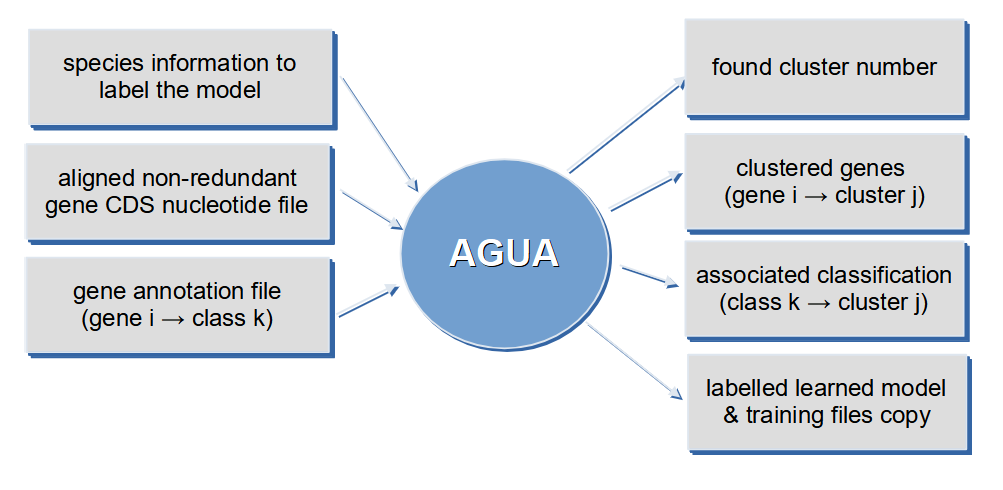 species information to
label the model
aligned non-redundant
gene CDS nucleotide file
gene annotation file
(gene i → class k)
AGUA
found cluster number
clustered genes
(gene i → cluster j)
associated classification
(class k → cluster j)
labelled learned model
& training files copy